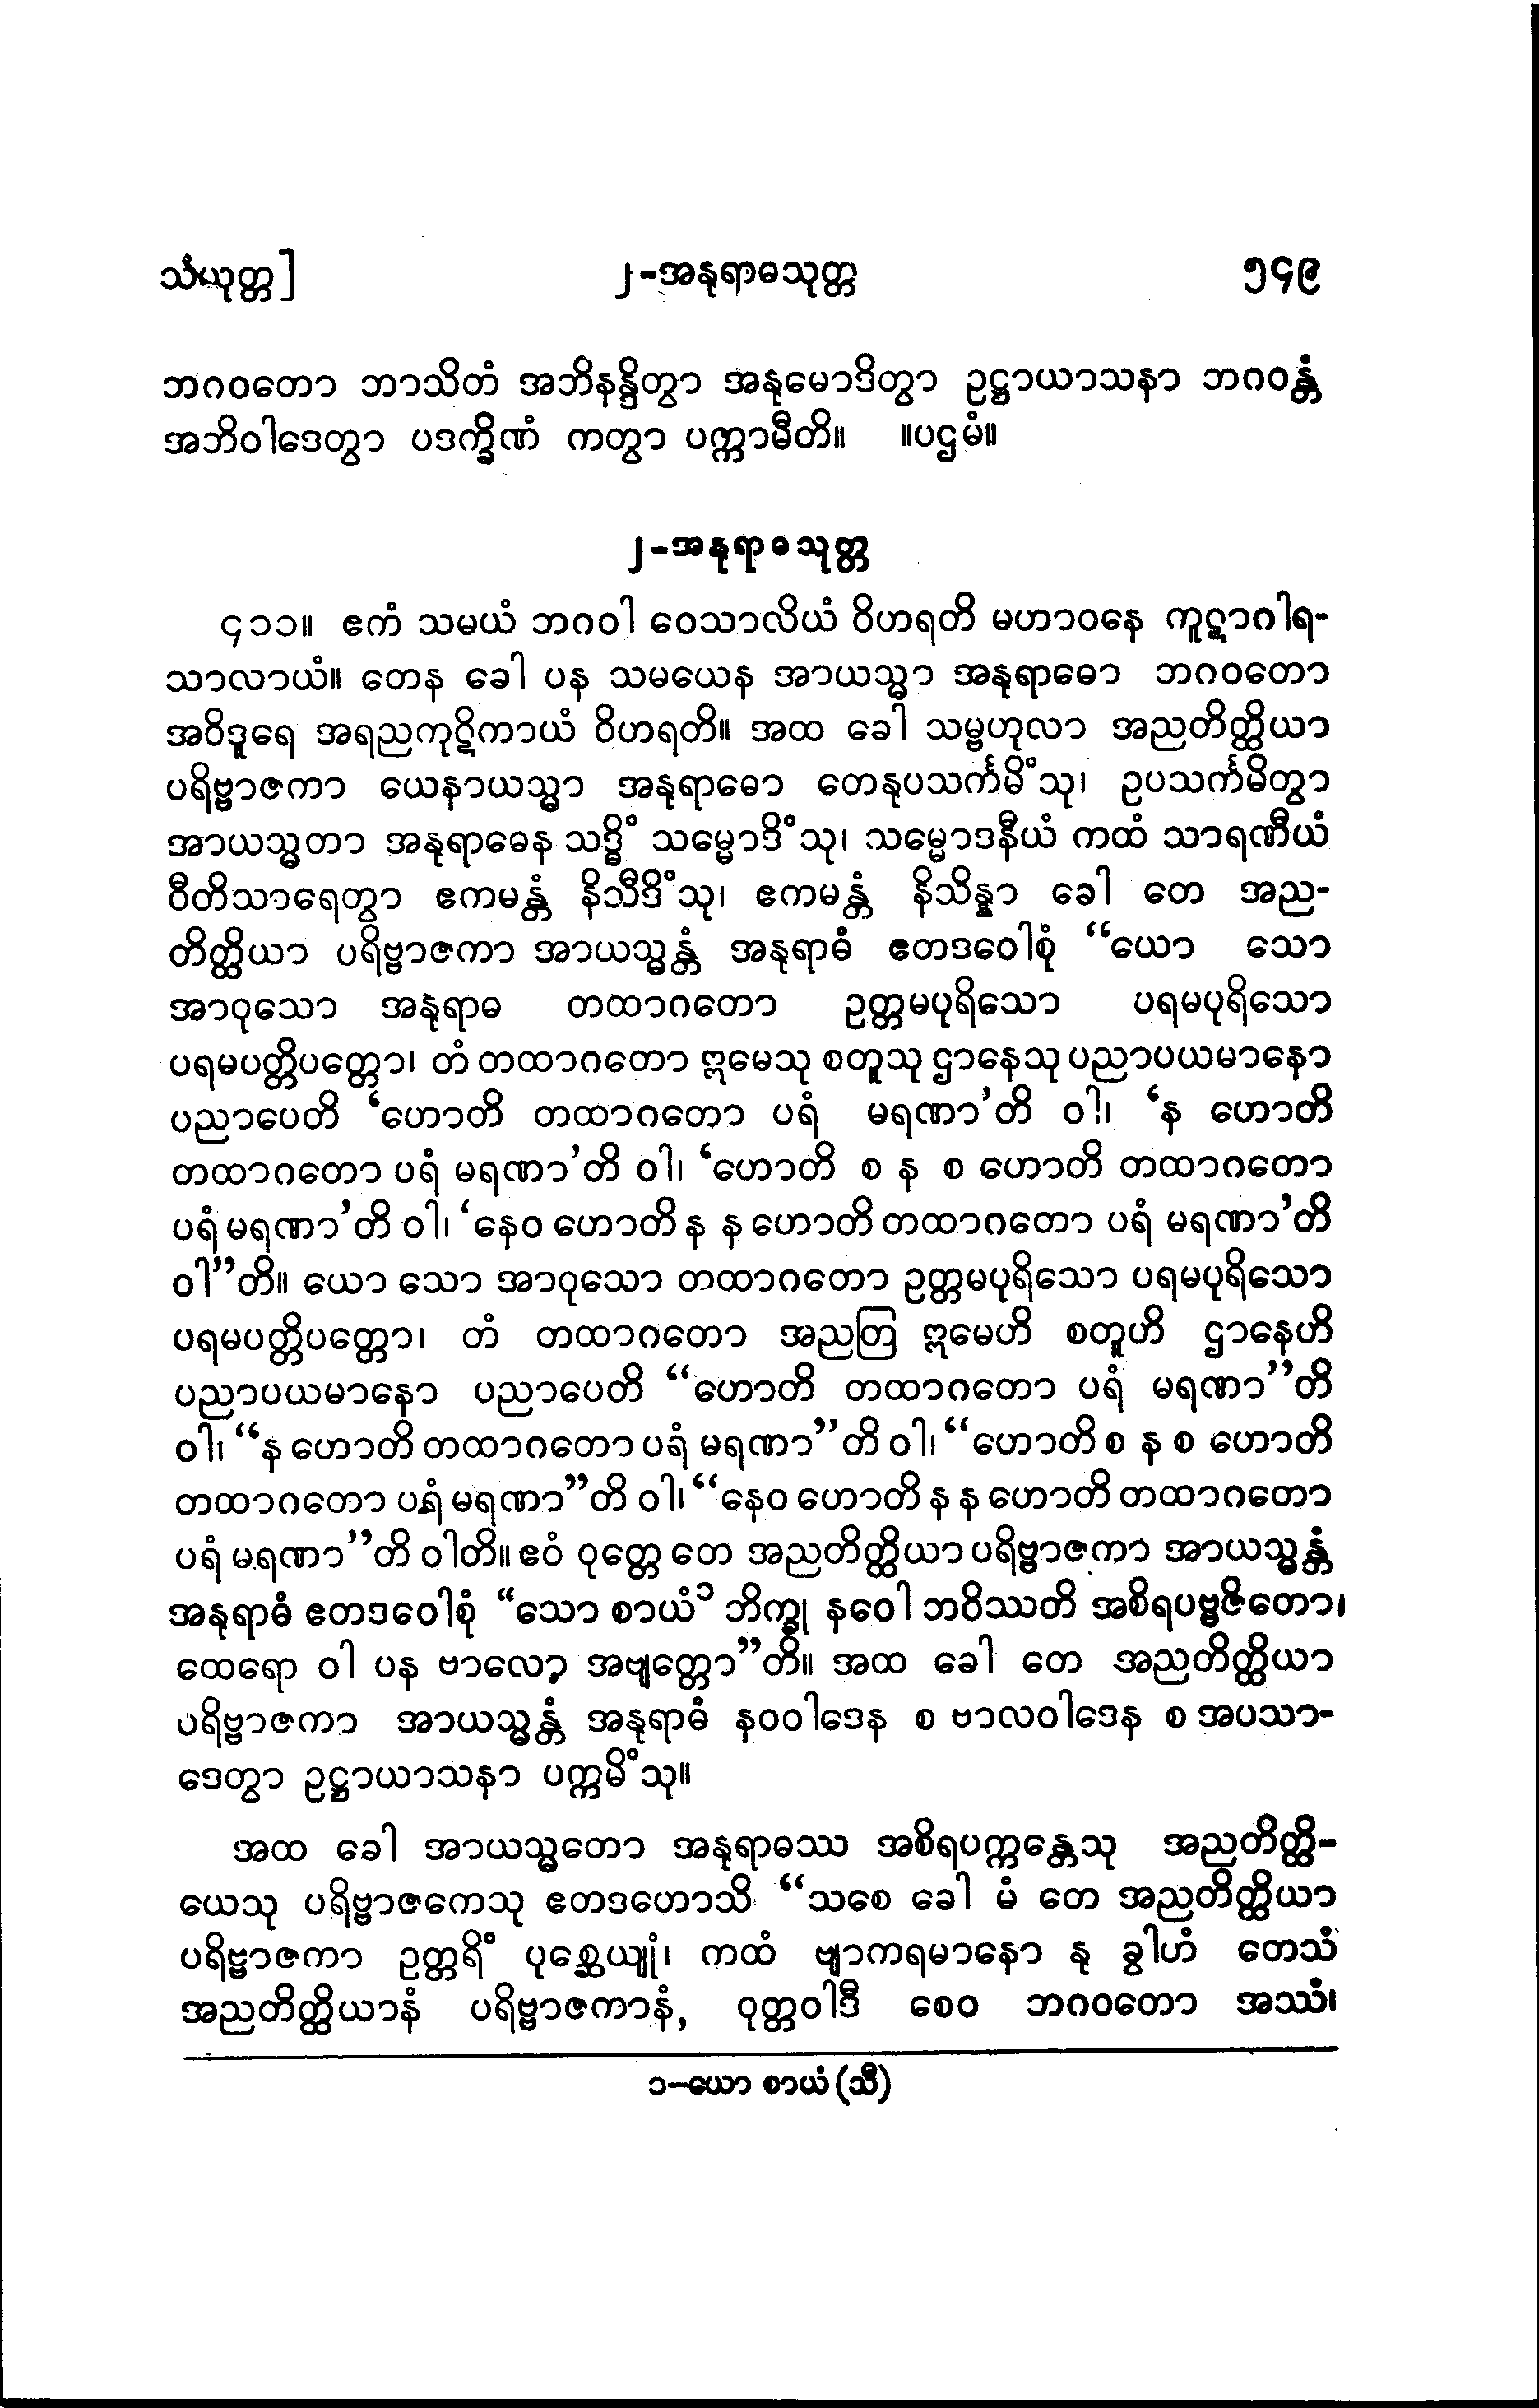 သံယုတ္တ] ၂-အနုရာဓသုတ္တ ၅၄၉
ဘဂဝတော ဘာသိတံ အဘိနန္ဒိတွာ အနုမောဒိတွာ ဥဋ္ဌာယာသနာ ဘဂဝန္တံ
အဘိဝါဒေတွာ ပဒက္ခိဏံ ကတွာ ပက္ကာမီတိ။ ။ပဌမံ။
၂-အနုရာဓသုတ္တ
၄၁၁။ ဧကံ သမယံ ဘဂဝါ ဝေသာလိယံ ဝိဟရတိ မဟာဝနေ ကူဋာဂါရ-
သာလာယံ။ တေန ခေါ ပန သမယေန အာယသ္မာ အနုရာဓော ဘဂဝတော
အဝိဒူရေ အရညကုဋိကာယံ ဝိဟရတိ။ အထ ခေါ သမ္ဗဟုလာ အညတိတ္ထိယာ
ပရိဗ္ဗာဇကာ ယေနာယသ္မာ အနုရာဓော တေနုပသင်္ကမိံသု၊ ဥပသင်္ကမိတွာ
အာယသ္မတာ အနုရာဓေန သဒ္ဓိံ သမ္မောဒိံသု၊ သမ္မောဒနီယံ ကထံ သာရဏီယံ
ဝီတိသာရေတွာ ဧကမန္တံ နိသီဒိံသု၊ ဧကမန္တံ နိသိန္နာ ခေါ တေ အည-
တိတ္ထိယာ ပရိဗ္ဗာဇကာ အာယသ္မန္တံ အနုရာဓံ ဧတဒဝေါစုံ “ယော သော
အာဝုသော အနုရာဓ တထာဂတော ဥတ္တမပုရိသော ပရမပုရိသော
ပရမပတ္တိပတ္တော၊ တံ တထာဂတော ဣမေသု စတူသု ဌာနေသု ပညာပယမာနော
ပညာပေတိ ‘ဟောတိ တထာဂတော ပရံ မရဏာ’တိ ဝါ၊ ‘န ဟောတိ
တထာဂတော ပရံ မရဏာ’တိ ဝါ၊ ‘ဟောတိ စ န စ ဟောတိ တထာဂတော
ပရံ မရဏာ’တိ ဝါ၊ ‘နေဝ ဟောတိ န န ဟောတိ တထာဂတော ပရံ မရဏာ’တိ
ဝါ”တိ။ ယော သော အာဝုသော တထာဂတော ဥတ္တမပုရိသော ပရမပုရိသော
ပရမပတ္တိပတ္တော၊ တံ တထာဂတော အညတြ ဣမေဟိ စတူဟိ ဌာနေဟိ
ပညာပယမာနော ပညာပေတိ “ဟောတိ တထာဂတော ပရံ မရဏာ”တိ
ဝါ၊ “န ဟောတိ တထာဂတော ပရံ မရဏာ”တိ ဝါ၊ “ဟောတိ စ န စ ဟောတိ
တထာဂတော ပရံ မရဏာ”တိ ဝါ၊ “နေဝ ဟောတိ န န ဟောတိ တထာဂတော
ပရံ မရဏာ”တိ ဝါတိ။ ဧဝံ ဝုတ္တေ တေ အညတိတ္ထိယာ ပရိဗ္ဗာဇကာ အာယသ္မန္တံ
အနုရာဓံ ဧတဒဝေါစုံ “သော စာယံ ၁ ဘိက္ခု နဝေါ ဘဝိဿတိ အစိရပဗ္ဗဇိတော၊
ထေရော ဝါ ပန ဗာလော အဗျတ္တော”တိ။ အထ ခေါ တေ အညတိတ္ထိယာ
ပရိဗ္ဗာဇကာ အာယသ္မန္တံ အနုရာဓံ နဝဝါဒေန စ ဗာလဝါဒေန စ အပသာ-
ဒေတွာ ဥဋ္ဌာယာသနာ ပက္ကမိံသု။
အထ ခေါ အာယသ္မတော အနုရာဓဿ အစိရပက္ကန္တေသု အညတိတ္ထိ-
ယေသု ပရိဗ္ဗာဇကေသု ဧတဒဟောသိ “သစေ ခေါ မံ တေ အညတိတ္ထိယာ
ပရိဗ္ဗာဇကာ ဥတ္တရိံ ပုစ္ဆေယျုံ၊ ကထံ ဗျာကရမာနော နု ခွါဟံ တေသံ
အညတိတ္ထိယာနံ ပရိဗ္ဗာဇကာနံ, ဝုတ္တဝါဒီ စေဝ ဘဂဝတော အဿံ၊
၁-ယော စာယံ (သီ)